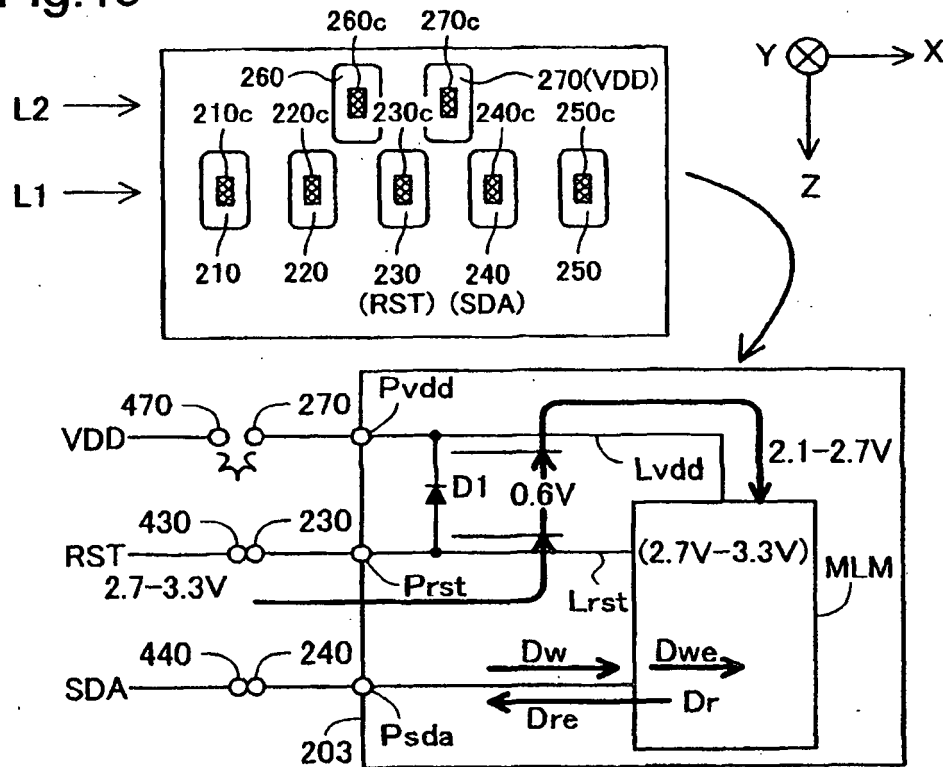 260c 270c
260 270(VDD)
Y X
L2
210c 220c 230c 240c 250c
L1
Z
210 220 230 240 250
(RST) (SDA)
470 270 Pvdd
VDD
Lvdd 2.1-2.7V
D1 0.6V
430 230
RST (2.7V-3.3V)
2.7-3.3V Prst Lrst MLM
440 240 Dw Dwe
SDA
Dr
Dre
203 Psda